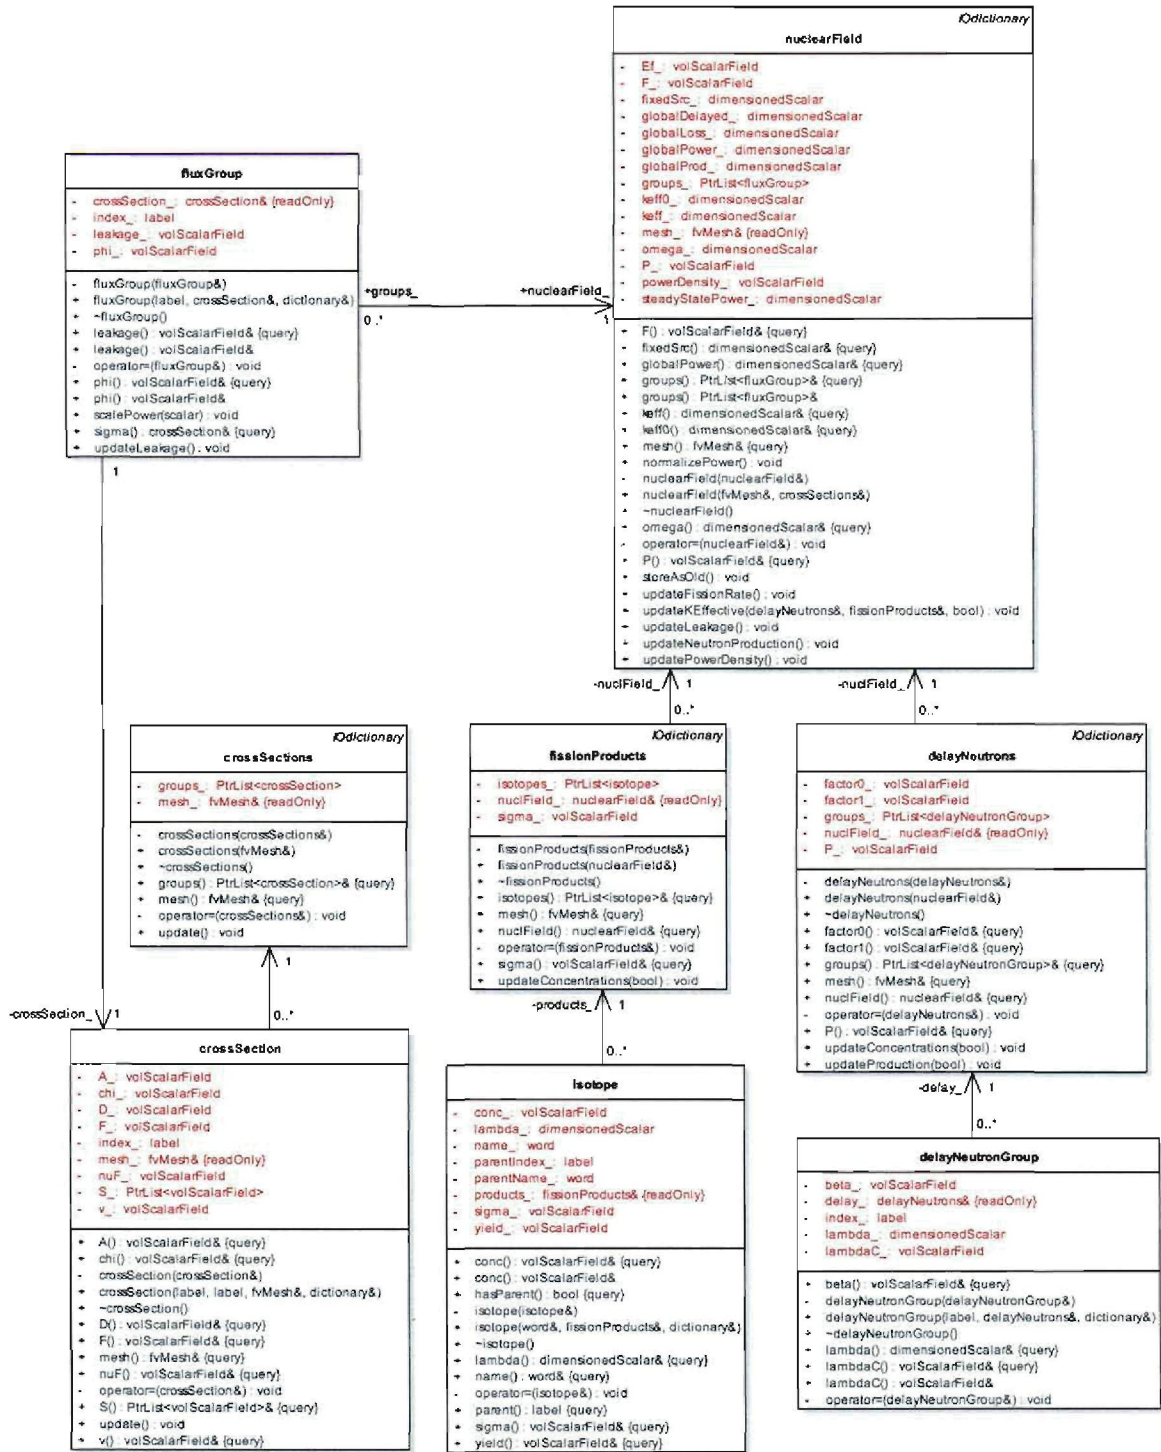 IOdictionary
nuclearField
- Ef_: volScalarField
- F_: volScalarField
- fixedSrc_: dimensionedScalar
- globalDelayed_: dimensionedScalar
- globalLoss_: dimensionedScalar
- globalPower_: dimensionedScalar
- globalProd_: dimensionedScalar
- groups_: PtrList<fluxGroup>
- keff0_: dimensionedScalar
- keff_: dimensionedScalar
- mesh_: fvMesh& {readOnly}
- omega_: dimensionedScalar
- P_: volScalarField
- powerDensity_: volScalarField
- steadyStatePower_: dimensionedScalar
+ F() : volScalarField& {query}
- fixedSrc() : dimensionedScalar& {query}
+ globalPower() : dimensionedScalar& {query}
+ groups() : PtrList<fluxGroup>& {query}
+ groups() : PtrList<fluxGroup>&
+ keff() : dimensionedScalar& {query}
+ keff0() : dimensionedScalar& {query}
+ mesh() : fvMesh& {query}
+ normalizePower() : void
- nuclearField(nuclearField&)
+ nuclearField(fvMesh&, crossSections&)
+ ~nuclearField()
+ omega() : dimensionedScalar& {query}
- operator=(nuclearField&) : void
+ P() : volScalarField& {query}
+ storeAsOld() : void
+ updateFissionRate() : void
+ updateKEffective(delayNeutrons&, fissionProducts&, bool) : void
+ updateLeakage() : void
+ updateNeutronProduction() : void
+ updatePowerDensity() : void
fluxGroup
- crossSection_: crossSection& {readOnly}
- index_: label
- leakage_: volScalarField
- phi_: volScalarField
- fluxGroup(fluxGroup&)
+ fluxGroup(label, crossSection&, dictionary&)
+ ~fluxGroup()
+ leakage() : volScalarField& {query}
+ leakage() : volScalarField&
- operator=(fluxGroup&) : void
+ phi() : volScalarField& {query}
+ phi() : volScalarField&
+ scalePower(scalar) : void
+ sigma() : crossSection& {query}
+ updateLeakage() : void
+groups_ +nuclearField_
0..* 1
1
-nuclField_ 1 -nuclField_ 1
0..* 0..*
IOdictionary
crossSections
- groups_: PtrList<crossSection>
- mesh_: fvMesh& {readOnly}
- crossSections(crossSections&)
+ crossSections(fvMesh&)
+ ~crossSections()
+ groups() : PtrList<crossSection>& {query}
+ mesh() : fvMesh& {query}
- operator=(crossSections&) : void
+ update() : void
1
0..*
-crossSection_ 1
IOdictionary
fissionProducts
- isotopes_: PtrList<isotope>
- nuclField_: nuclearField& {readOnly}
- sigma_: volScalarField
- fissionProducts(fissionProducts&)
+ fissionProducts(nuclearField&)
+ ~fissionProducts()
+ isotopes() : PtrList<isotope>& {query}
+ mesh() : fvMesh& {query}
+ nuclField() : nuclearField& {query}
- operator=(fissionProducts&) : void
+ sigma() : volScalarField& {query}
+ updateConcentrations(bool) : void
-products_ 1
0..*
IOdictionary
delayNeutrons
- factor0_: volScalarField
- factor1_: volScalarField
- groups_: PtrList<delayNeutronGroup>
- nuclField_: nuclearField& {readOnly}
- P_: volScalarField
- delayNeutrons(delayNeutrons&)
+ delayNeutrons(nuclearField&)
+ ~delayNeutrons()
+ factor0() : volScalarField& {query}
+ factor1() : volScalarField& {query}
+ groups() : PtrList<delayNeutronGroup>& {query}
+ mesh() : fvMesh& {query}
+ nuclField() : nuclearField& {query}
- operator=(delayNeutrons&) : void
+ P() : volScalarField& {query}
+ updateConcentrations(bool) : void
+ updateProduction(bool) : void
-delay_ 1
0..*
crossSection
- A_: volScalarField
- chi_: volScalarField
- D_: volScalarField
- F_: volScalarField
- index_: label
- mesh_: fvMesh& {readOnly}
- nuF_: volScalarField
- S_: PtrList<volScalarField>
- v_: volScalarField
+ A() : volScalarField& {query}
+ chi() : volScalarField& {query}
- crossSection(crossSection&)
+ crossSection(label, label, fvMesh&, dictionary&)
+ ~crossSection()
+ D() : volScalarField& {query}
+ F() : volScalarField& {query}
+ mesh() : fvMesh& {query}
+ nuF() : volScalarField& {query}
- operator=(crossSection&) : void
+ S() : PtrList<volScalarField>& {query}
+ update() : void
+ v() : volScalarField& {query}
isotope
- conc_: volScalarField
- lambda_: dimensionedScalar
- name_: word
- parentIndex_: label
- parentName_: word
- products_: fissionProducts& {readOnly}
- sigma_: volScalarField
- yield_: volScalarField
+ conc() : volScalarField& {query}
+ conc() : volScalarField&
+ hasParent() : bool {query}
- isotope(isotope&)
+ isotope(word&, fissionProducts&, dictionary&)
+ ~isotope()
+ lambda() : dimensionedScalar& {query}
+ name() : word& {query}
- operator=(isotope&) : void
+ parent() : label {query}
+ sigma() : volScalarField& {query}
+ yield() : volScalarField& {query}
delayNeutronGroup
- beta_: volScalarField
- delay_: delayNeutrons& {readOnly}
- index_: label
- lambda_: dimensionedScalar
- lambdaC_: volScalarField
+ beta() : volScalarField& {query}
- delayNeutronGroup(delayNeutronGroup&)
+ delayNeutronGroup(label, delayNeutrons&, dictionary&)
+ ~delayNeutronGroup()
+ lambda() : dimensionedScalar& {query}
+ lambdaC() : volScalarField& {query}
+ lambdaC() : volScalarField&
- operator=(delayNeutronGroup&) : void